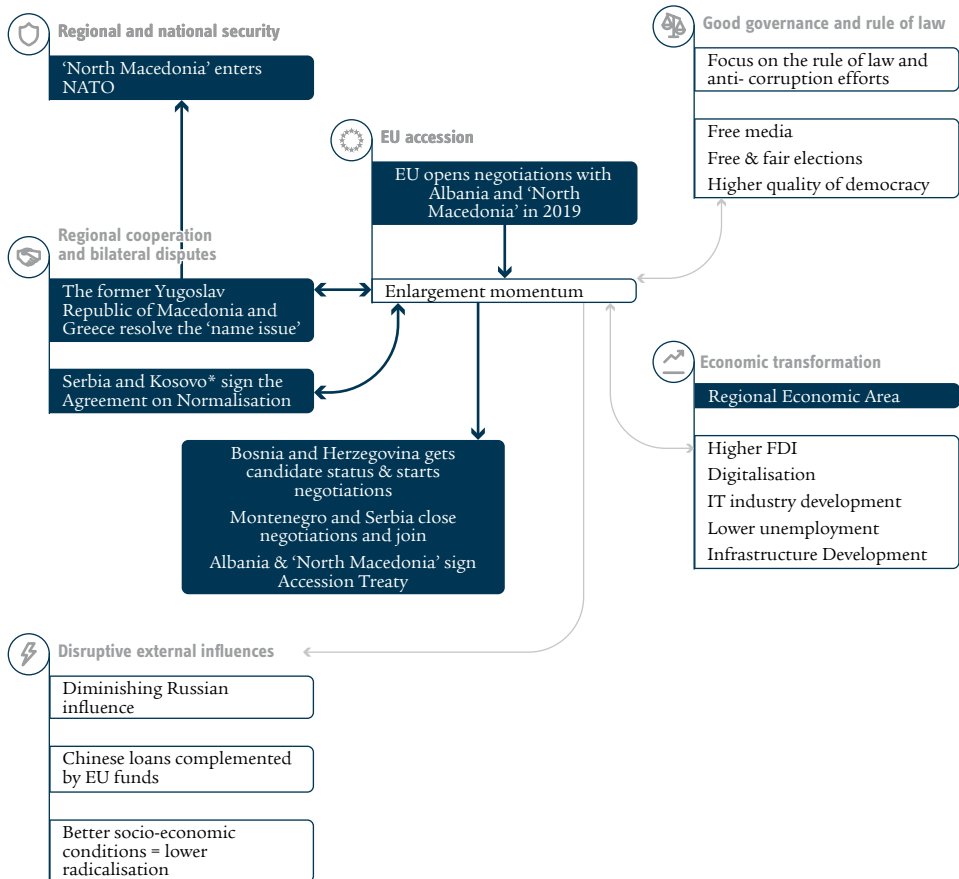 Regional and national security
‘North Macedonia’ enters
NATO
Regional cooperation
and bilateral disputes
The former Yugoslav
Republic of Macedonia and
Greece resolve the ‘name issue’
Serbia and Kosovo* sign the
Agreement on Normalisation
EU accession
EU opens negotiations with
Albania and ‘North
Macedonia’ in 2019
Enlargement momentum
Bosnia and Herzegovina gets
candidate status & starts
negotiations
Montenegro and Serbia close
negotiations and join
Albania & ‘North Macedonia’ sign
Accession Treaty
Good governance and rule of law
Focus on the rule of law and
anti- corruption efforts
Free media
Free & fair elections
Higher quality of democracy
Economic transformation
Regional Economic Area
Higher FDI
Digitalisation
IT industry development
Lower unemployment
Infrastructure Development
Disruptive external influences
Diminishing Russian
influence
Chinese loans complemented
by EU funds
Better socio-economic
conditions = lower
radicalisation